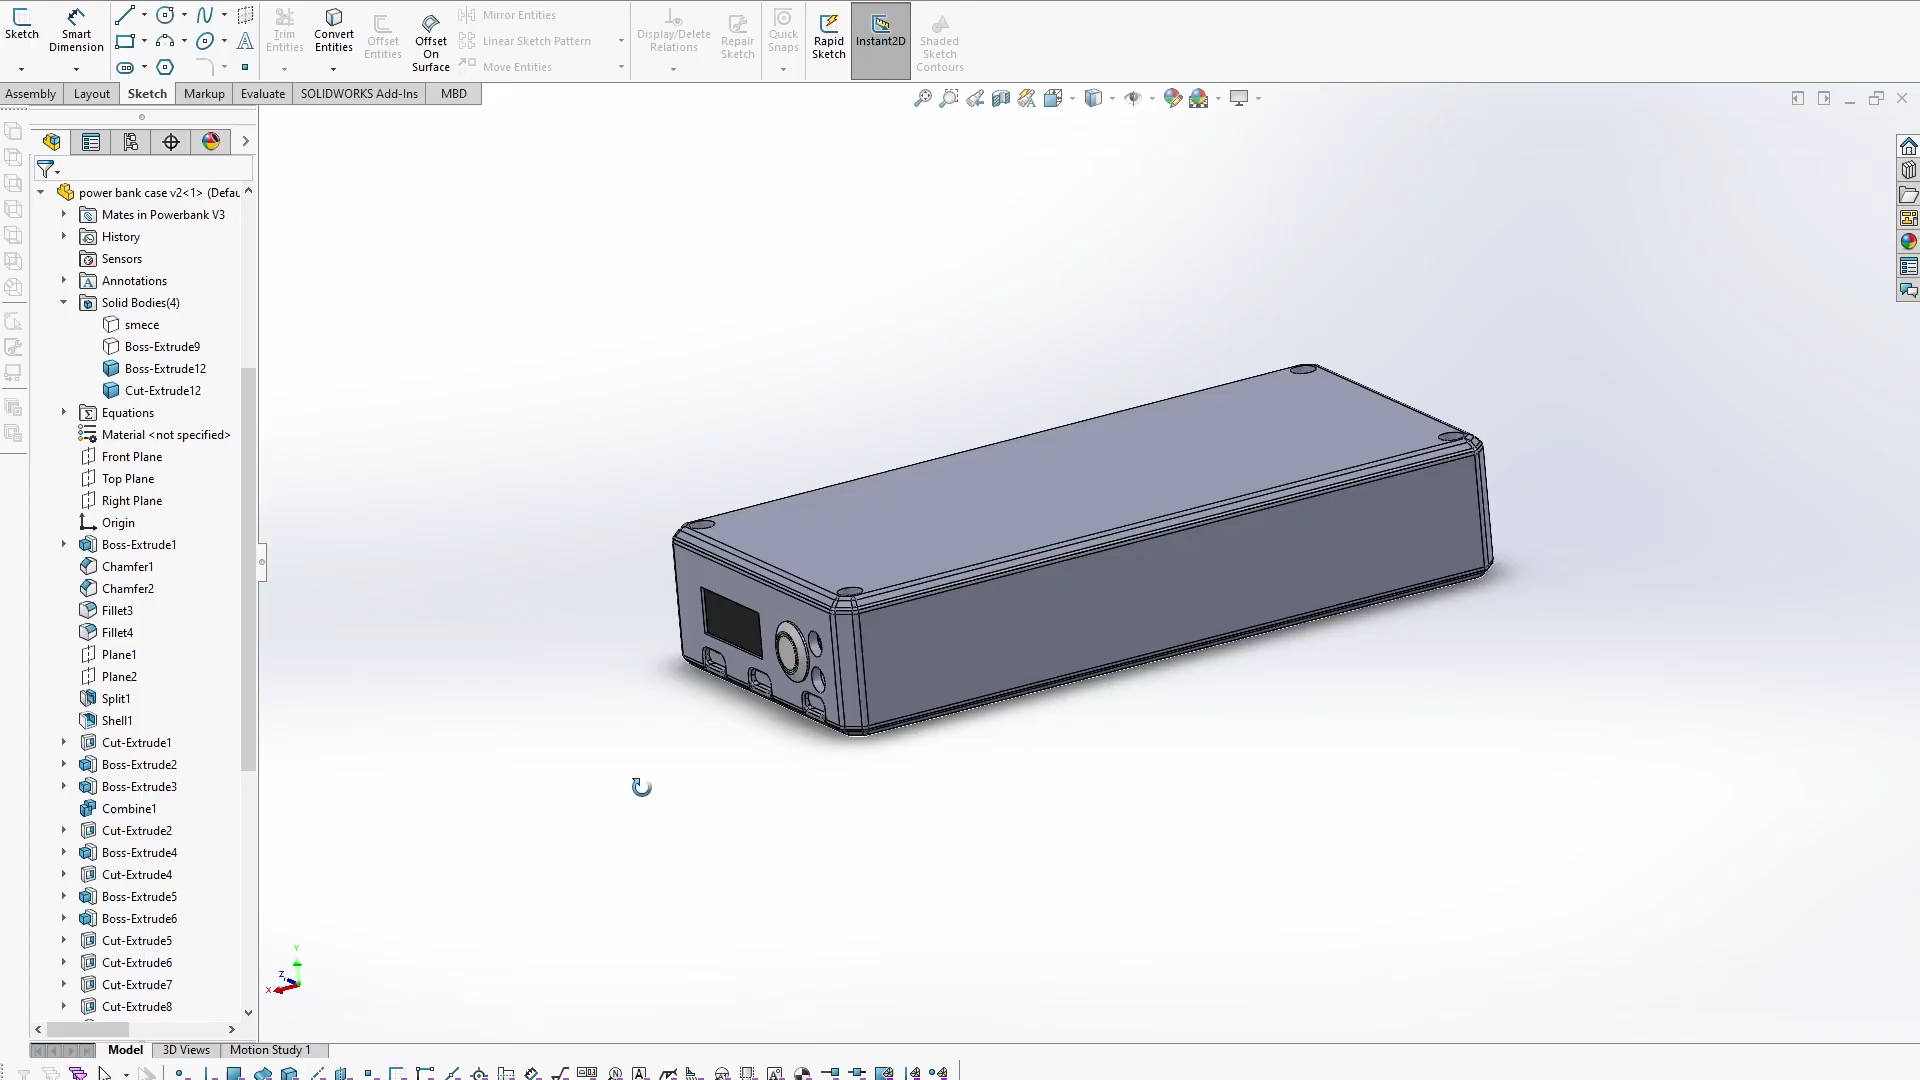 Sketch
Smart Dimension
Trim Entities
Convert Entities
Offset Entities
Offset On Surface
Mirror Entities
Linear Sketch Pattern
Move Entities
Display/Delete Relations
Repair Sketch
Quick Snaps
Rapid Sketch
Instant2D
Shaded Sketch Contours
Assembly
Layout
Sketch
Markup
Evaluate
SOLIDWORKS Add-Ins
MBD
power bank case v2<1> (Defau
Mates in Powerbank V3
History
Sensors
Annotations
Solid Bodies(4)
smece
Boss-Extrude9
Boss-Extrude12
Cut-Extrude12
Equations
Material <not specified>
Front Plane
Top Plane
Right Plane
Origin
Boss-Extrude1
Chamfer1
Chamfer2
Fillet3
Fillet4
Plane1
Plane2
Split1
Shell1
Cut-Extrude1
Boss-Extrude2
Boss-Extrude3
Combine1
Cut-Extrude2
Boss-Extrude4
Cut-Extrude4
Boss-Extrude5
Boss-Extrude6
Cut-Extrude5
Cut-Extrude6
Cut-Extrude7
Cut-Extrude8
Y
Z
X
Model
3D Views
Motion Study 1